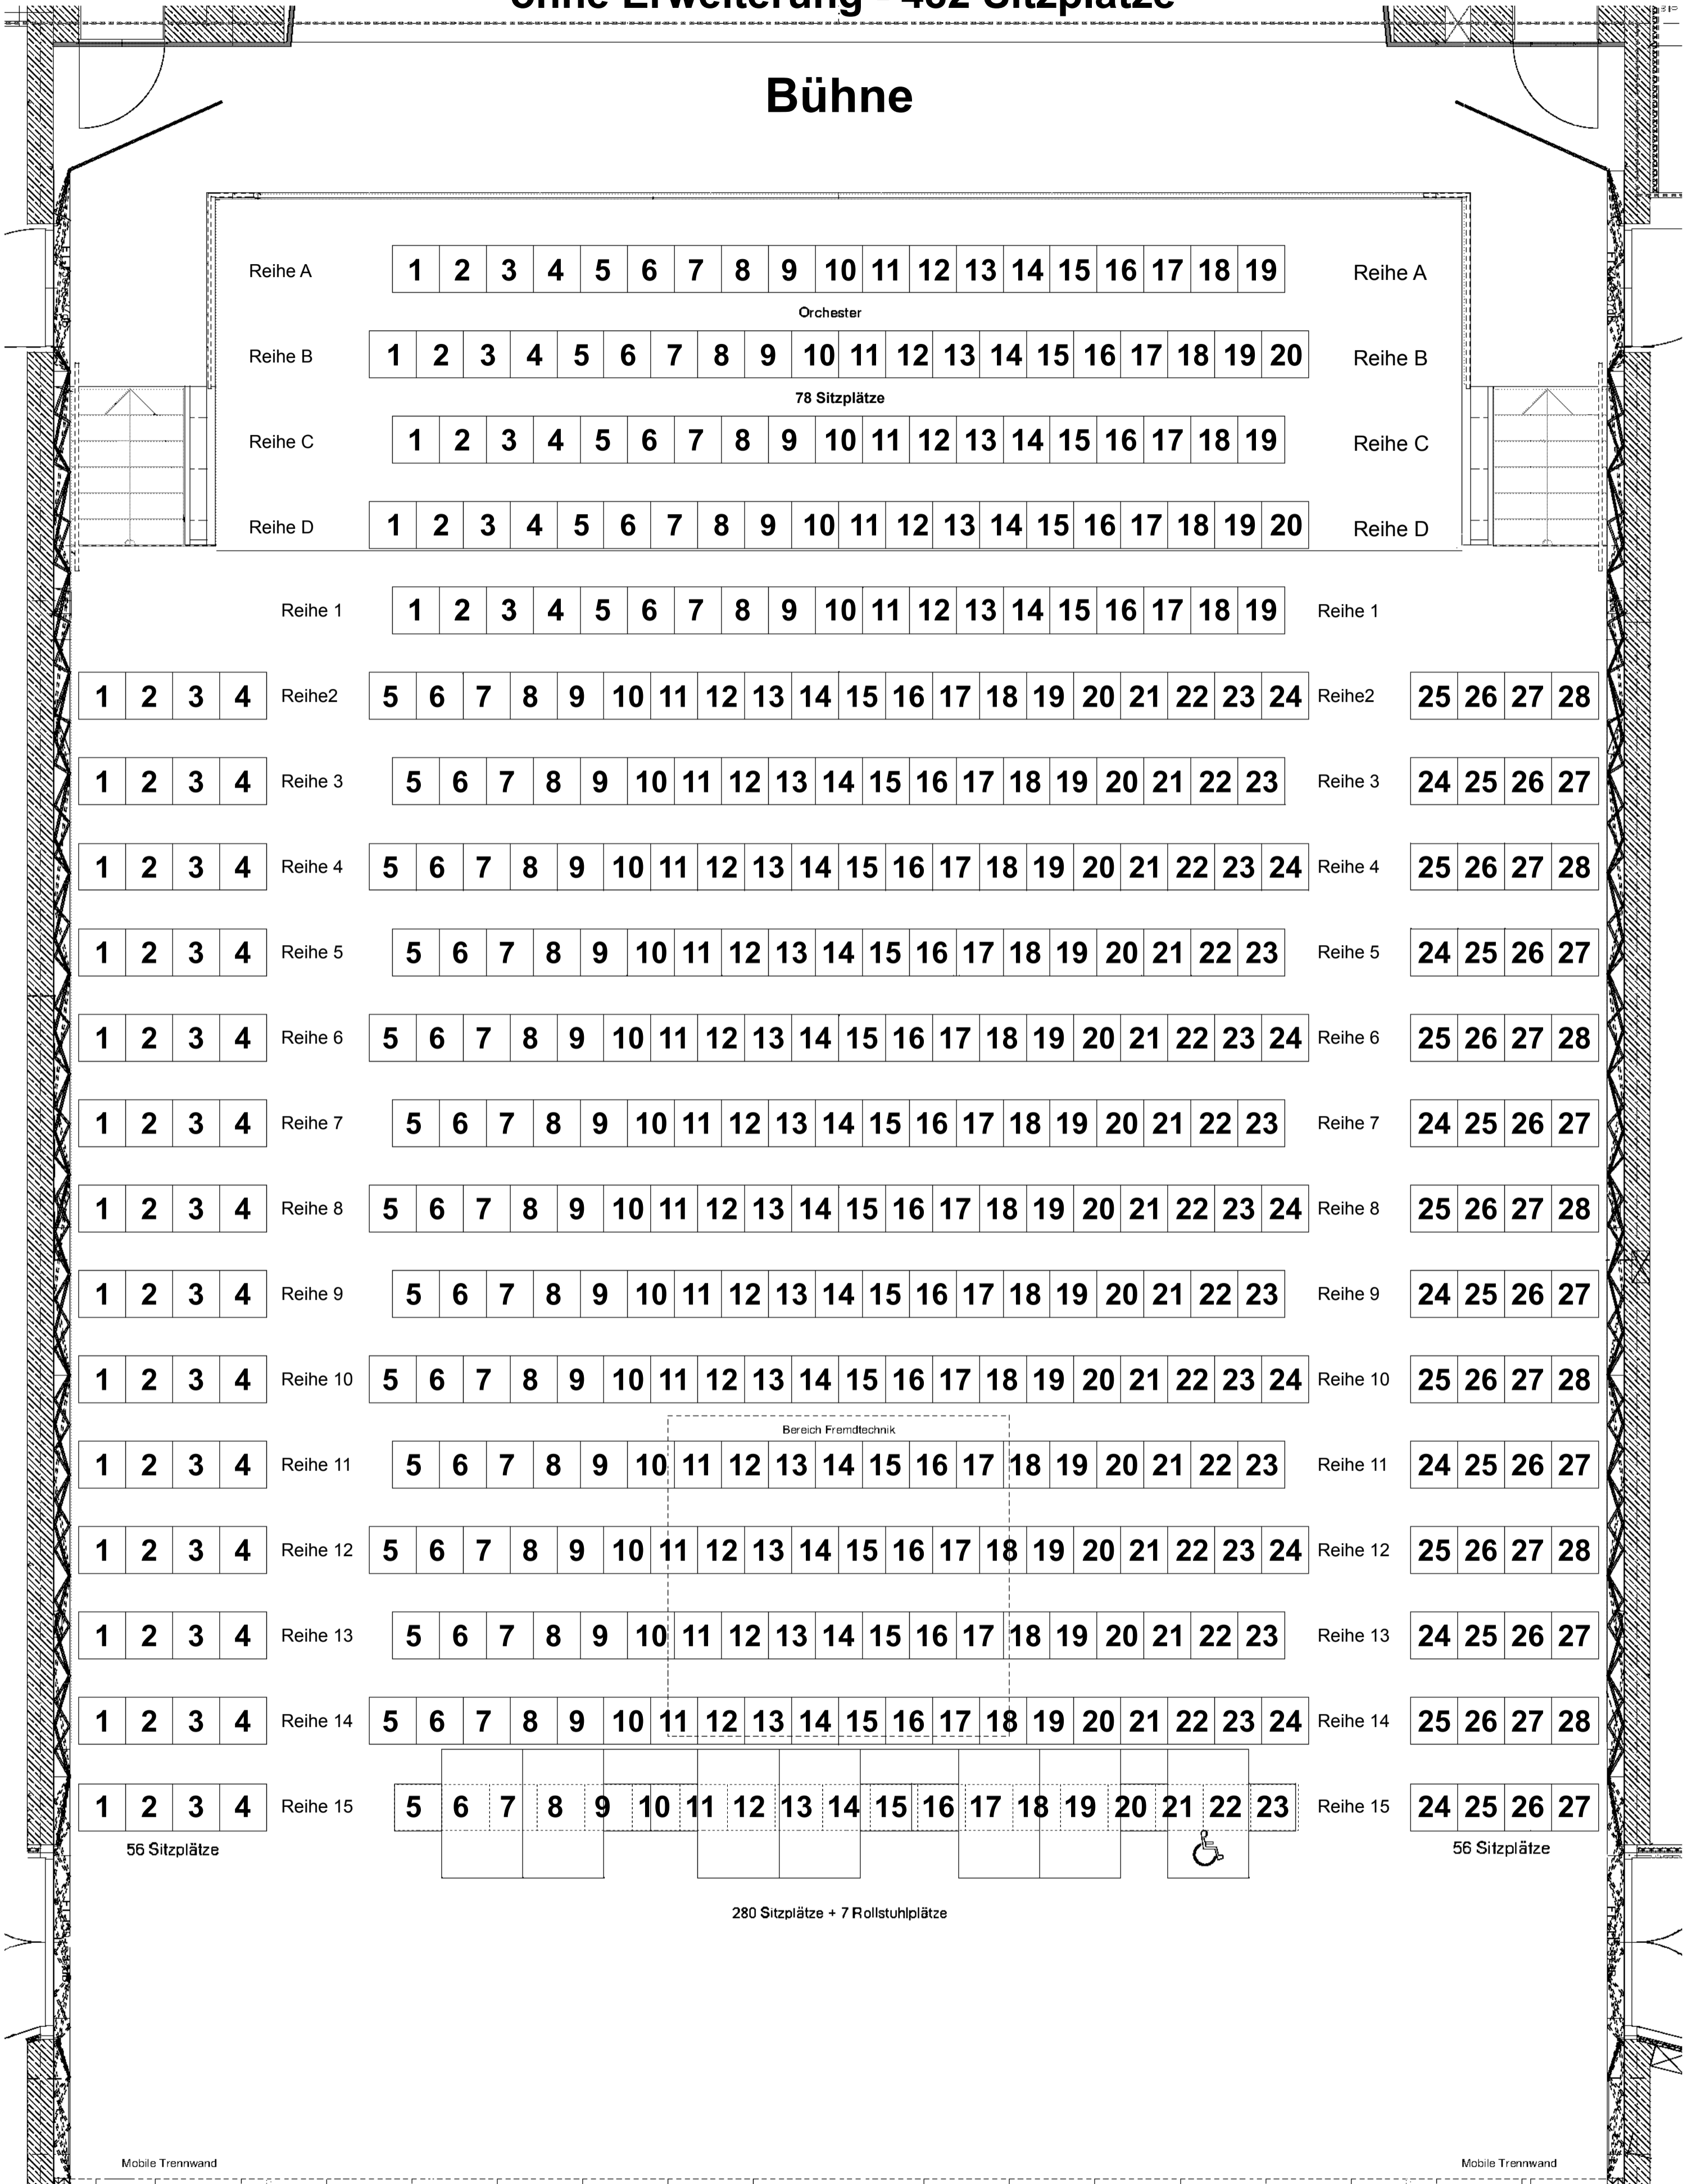 ohne Erweiterung - 462 Sitzplätze
Bühne
Reihe A 1 2 3 4 5 6 7 8 9 10 11 12 13 14 15 16 17 18 19 Reihe A
Orchester
Reihe B 1 2 3 4 5 6 7 8 9 10 11 12 13 14 15 16 17 18 19 20 Reihe B
78 Sitzplätze
Reihe C 1 2 3 4 5 6 7 8 9 10 11 12 13 14 15 16 17 18 19 Reihe C
Reihe D 1 2 3 4 5 6 7 8 9 10 11 12 13 14 15 16 17 18 19 20 Reihe D
Reihe 1 1 2 3 4 5 6 7 8 9 10 11 12 13 14 15 16 17 18 19 Reihe 1
1 2 3 4 Reihe2 5 6 7 8 9 10 11 12 13 14 15 16 17 18 19 20 21 22 23 24 Reihe2 25 26 27 28
1 2 3 4 Reihe 3 5 6 7 8 9 10 11 12 13 14 15 16 17 18 19 20 21 22 23 Reihe 3 24 25 26 27
1 2 3 4 Reihe 4 5 6 7 8 9 10 11 12 13 14 15 16 17 18 19 20 21 22 23 24 Reihe 4 25 26 27 28
1 2 3 4 Reihe 5 5 6 7 8 9 10 11 12 13 14 15 16 17 18 19 20 21 22 23 Reihe 5 24 25 26 27
1 2 3 4 Reihe 6 5 6 7 8 9 10 11 12 13 14 15 16 17 18 19 20 21 22 23 24 Reihe 6 25 26 27 28
1 2 3 4 Reihe 7 5 6 7 8 9 10 11 12 13 14 15 16 17 18 19 20 21 22 23 Reihe 7 24 25 26 27
1 2 3 4 Reihe 8 5 6 7 8 9 10 11 12 13 14 15 16 17 18 19 20 21 22 23 24 Reihe 8 25 26 27 28
1 2 3 4 Reihe 9 5 6 7 8 9 10 11 12 13 14 15 16 17 18 19 20 21 22 23 Reihe 9 24 25 26 27
1 2 3 4 Reihe 10 5 6 7 8 9 10 11 12 13 14 15 16 17 18 19 20 21 22 23 24 Reihe 10 25 26 27 28
Bereich Fremdtechnik
1 2 3 4 Reihe 11 5 6 7 8 9 10 11 12 13 14 15 16 17 18 19 20 21 22 23 Reihe 11 24 25 26 27
1 2 3 4 Reihe 12 5 6 7 8 9 10 11 12 13 14 15 16 17 18 19 20 21 22 23 24 Reihe 12 25 26 27 28
1 2 3 4 Reihe 13 5 6 7 8 9 10 11 12 13 14 15 16 17 18 19 20 21 22 23 Reihe 13 24 25 26 27
1 2 3 4 Reihe 14 5 6 7 8 9 10 11 12 13 14 15 16 17 18 19 20 21 22 23 24 Reihe 14 25 26 27 28
1 2 3 4 Reihe 15 5 6 7 8 9 10 11 12 13 14 15 16 17 18 19 20 21 22 23 Reihe 15 24 25 26 27
56 Sitzplätze 56 Sitzplätze
280 Sitzplätze + 7 Rollstuhlplätze
Mobile Trennwand Mobile Trennwand